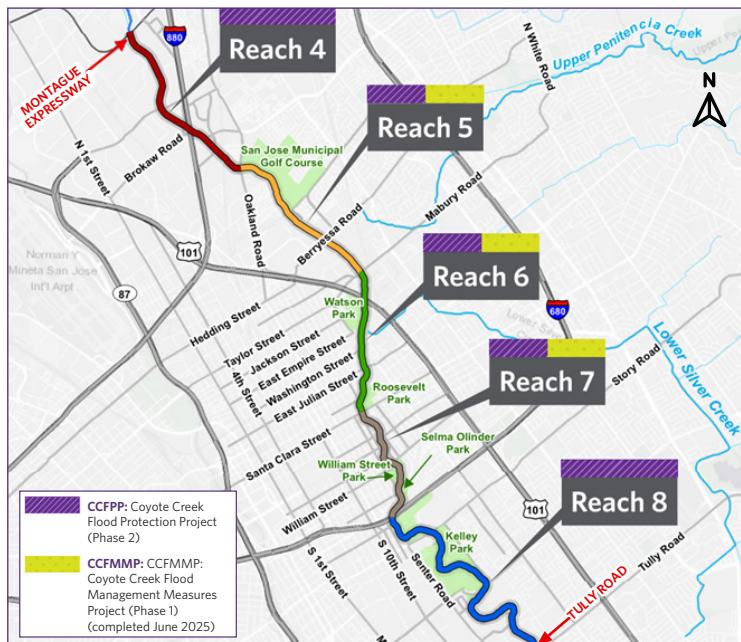 Reach 4
880
MONTAGUE
EXPRESSWAY
N White Road
Upper Penitencia Creek
Upper Pen
N
Reach 5
San Jose Municipal
Golf Course
N 1st Street
Brokaw Road
Oakland Road
Berryessa Road
Mabury Road
101
Norman Y
Mineta San Jose
Int'l Arpt
87
Reach 6
Watson
Park
680
Hedding Street
Taylor Street
Jackson Street
East Empire Street
Washington Street
East Julian Street
4th Street
Lower Silver
Lower Silver Creek
Reach 7
Story Road
Roosevelt
Park
Selma Olinder
Park
Santa Clara Street
William Street
Park
William Street
101
Reach 8
Kelley
Park
Tully Road
S 1st Street
S 10th Street
Senter Road
TULLY ROAD
CCFPP: Coyote Creek
Flood Protection Project
(Phase 2)
CCFMMP: CCFMMP:
Coyote Creek Flood
Management Measures
Project (Phase 1)
(completed June 2025)